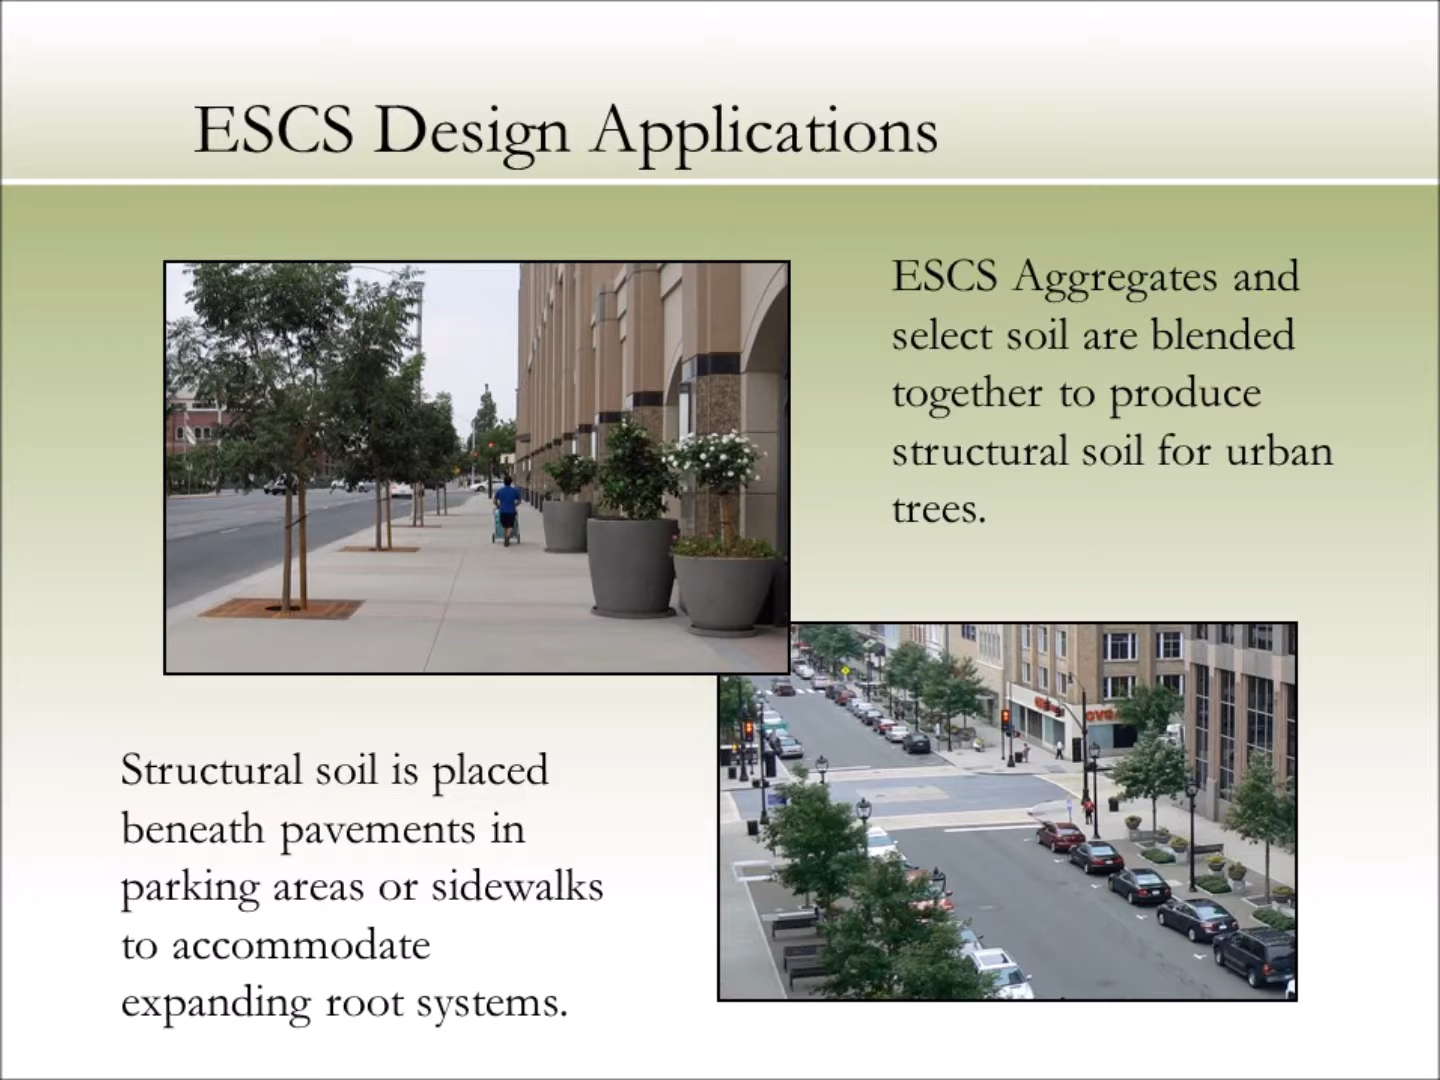 ESCS Design Applications
ESCS Aggregates and
select soil are blended
together to produce
structural soil for urban
trees.
Structural soil is placed
beneath pavements in
parking areas or sidewalks
to accommodate
expanding root systems.